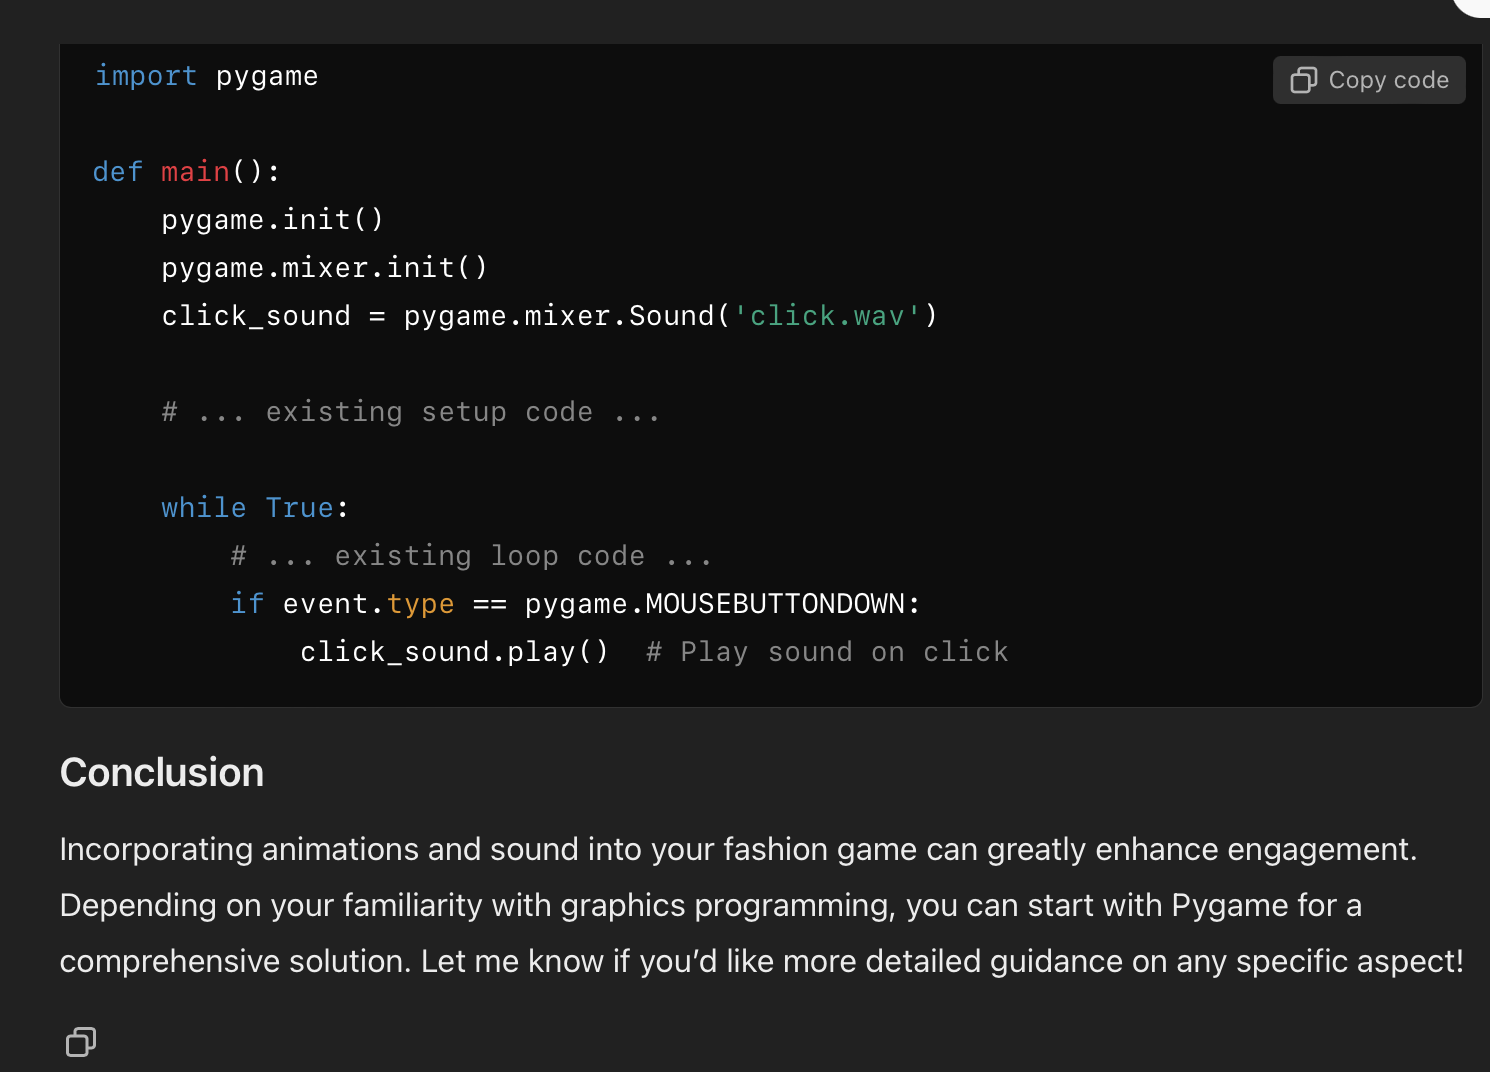 import pygame
Copy code
def main():
    pygame.init()
    pygame.mixer.init()
    click_sound = pygame.mixer.Sound('click.wav')
    # ... existing setup code ...
    while True:
        # ... existing loop code ...
        if event.type == pygame.MOUSEBUTTONDOWN:
            click_sound.play()  # Play sound on click
Conclusion
Incorporating animations and sound into your fashion game can greatly enhance engagement.
Depending on your familiarity with graphics programming, you can start with Pygame for a
comprehensive solution. Let me know if you’d like more detailed guidance on any specific aspect!